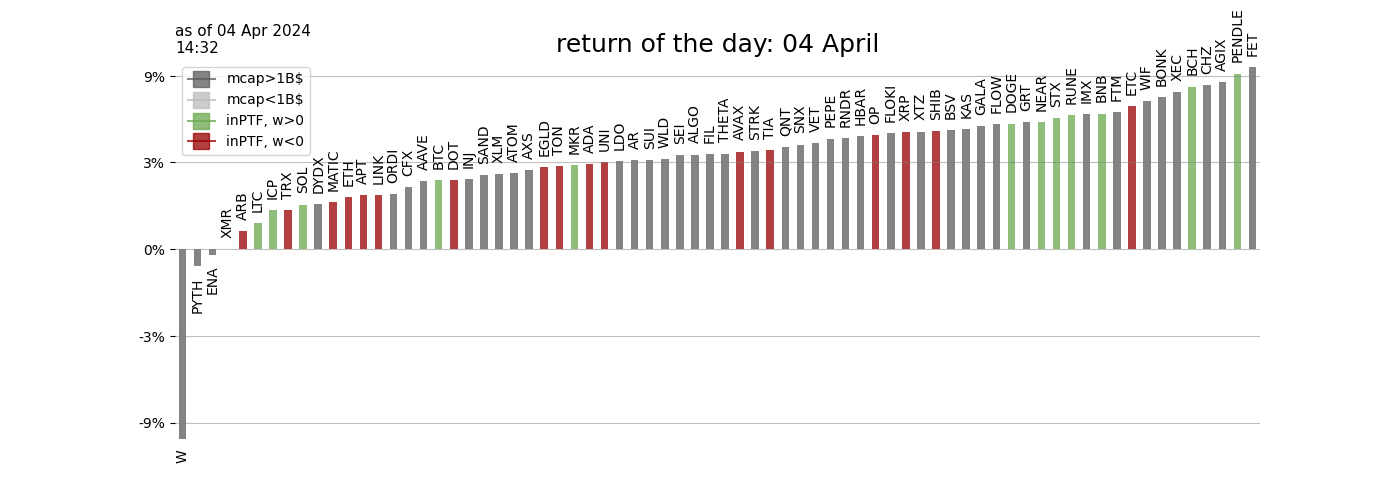 as of 04 Apr 2024
14:32
return of the day: 04 April
mcap>1B$
mcap<1B$
inPTF, w>0
inPTF, w<0
9%
3%
0%
-3%
-9%
W
PYTH
ENA
XMR
ARB
LTC
ICP
TRX
SOL
DYDX
MATIC
ETH
APT
LINK
ORDI
CFX
AAVE
BTC
DOT
INJ
SAND
XLM
ATOM
AXS
EGLD
TON
MKR
ADA
UNI
LDO
AR
SUI
WLD
SEI
ALGO
FIL
THETA
AVAX
STRK
TIA
QNT
SNX
VET
PEPE
RNDR
HBAR
OP
FLOKI
XRP
XTZ
SHIB
BSV
KAS
GALA
FLOW
DOGE
GRT
NEAR
STX
RUNE
IMX
BNB
FTM
ETC
WIF
BONK
XEC
BCH
CHZ
AGIX
PENDLE
FET